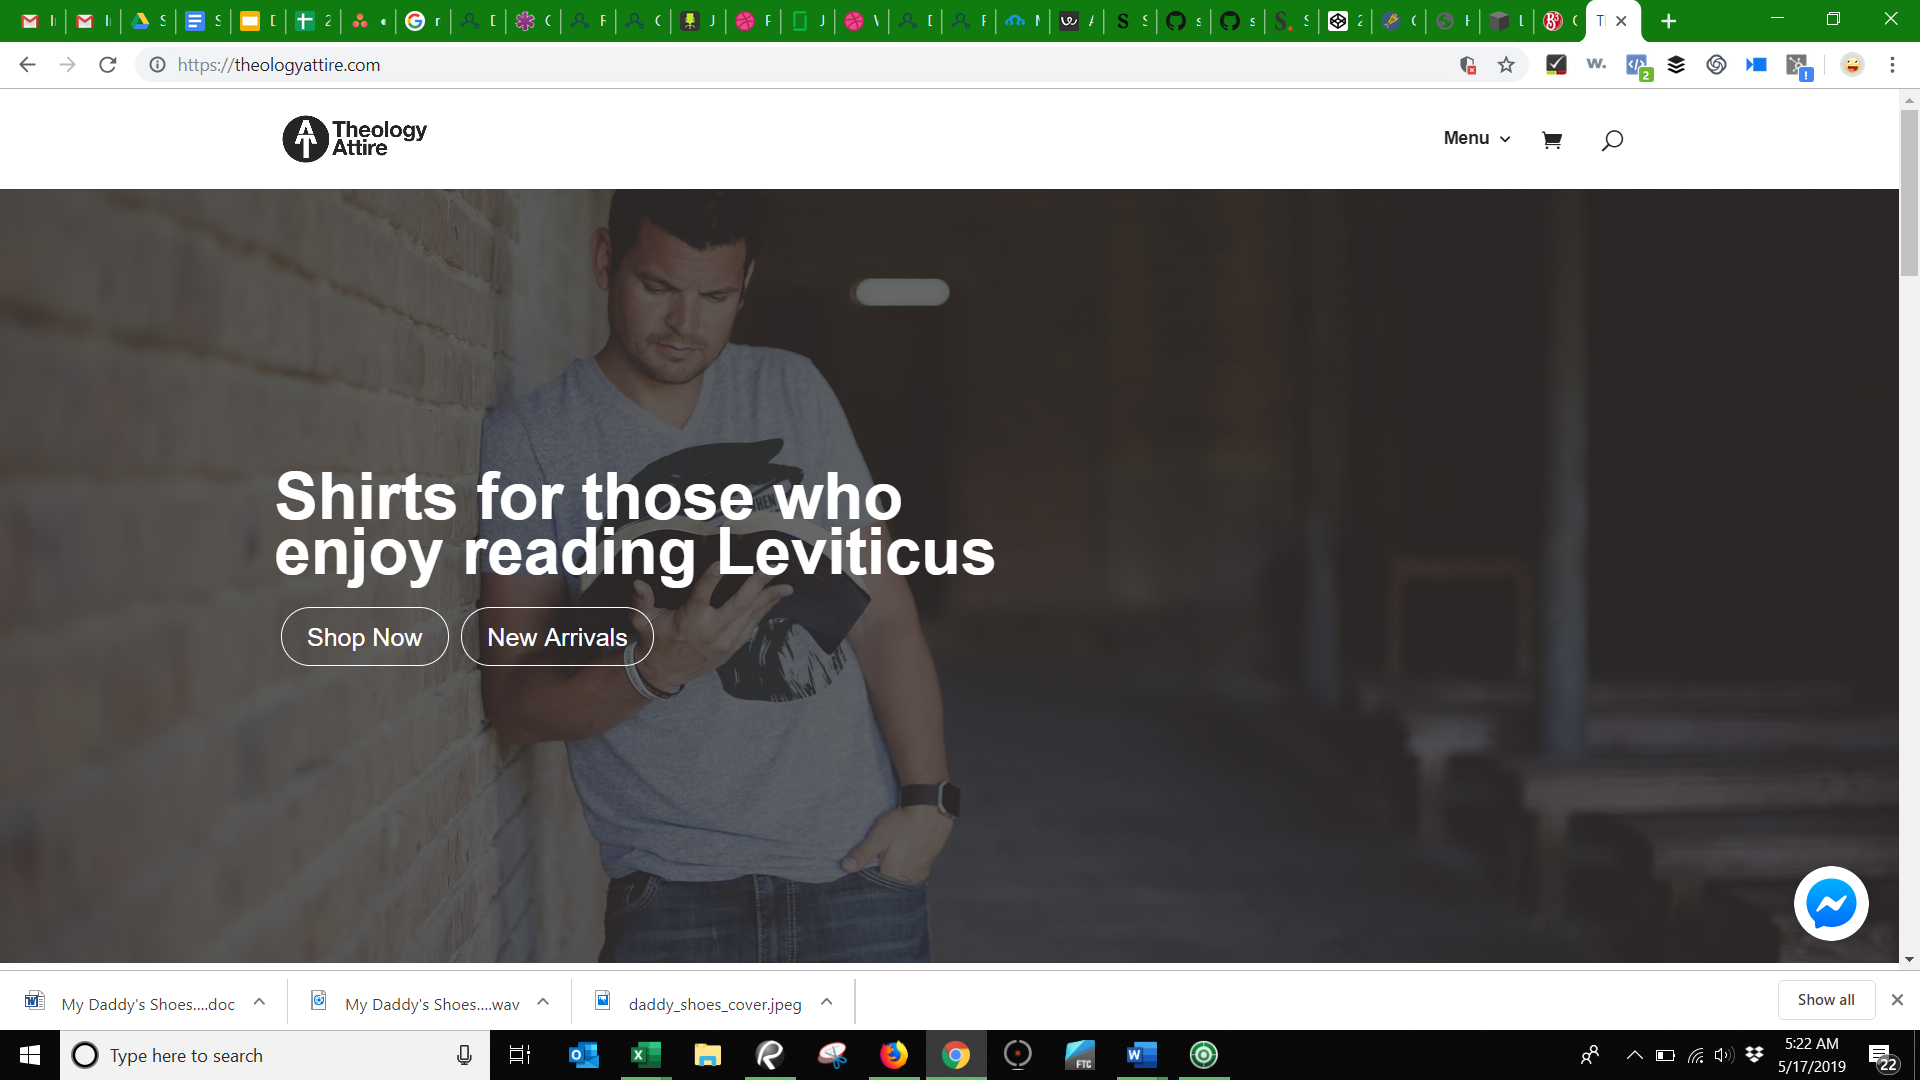 https://theologyattire.com
Theology
Attire
Menu
Shirts for those who
enjoy reading Leviticus
Shop Now
New Arrivals
My Daddy's Shoes....doc
My Daddy's Shoes....wav
daddy_shoes_cover.jpeg
Show all
Type here to search
FTC
5:22 AM
5/17/2019
22